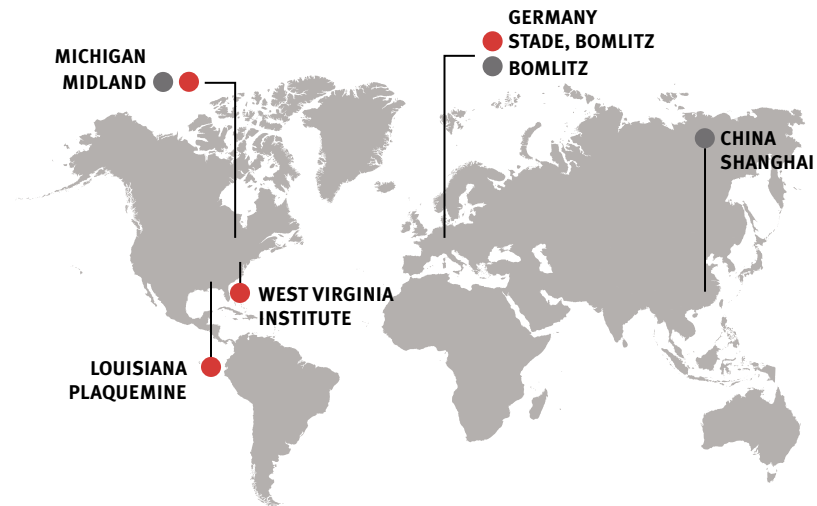 GERMANY
STADE, BOMLITZ
BOMLITZ
MICHIGAN
MIDLAND
CHINA
SHANGHAI
WEST VIRGINIA
INSTITUTE
LOUISIANA
PLAQUEMINE